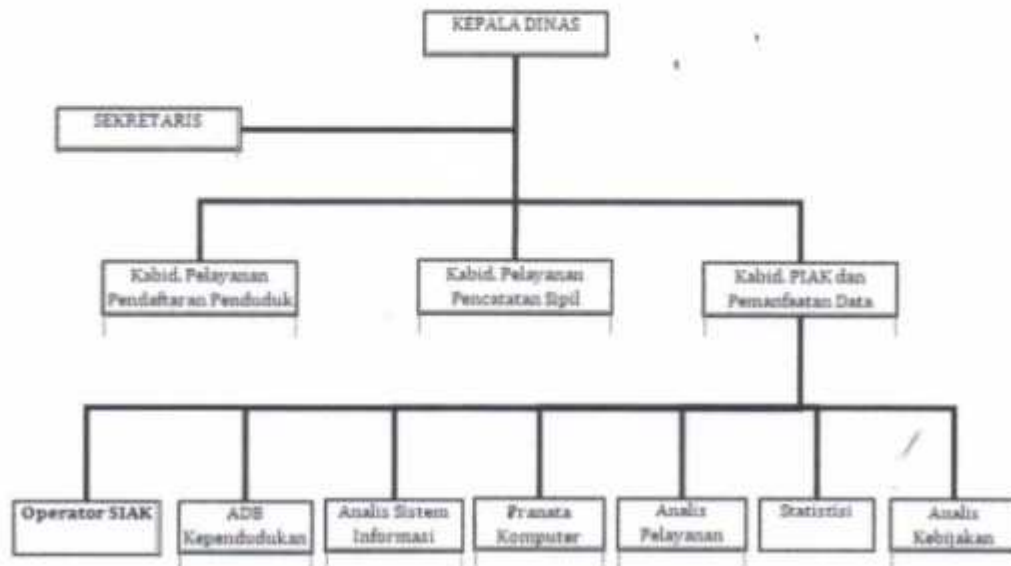 KEPALA DINAS
SEKRETARIS
Kabid. Pelayanan
Pendaftaran Penduduk
Kabid. Pelayanan
Pencatatan Sipil
Kabid. PIAK dan
Pemanfaatan Data
Operator SIAK
ADB
Kependudukan
Analis Sistem
Informasi
Pranata
Komputer
Analis
Pelayanan
Statistisi
Analis
Kebijakan